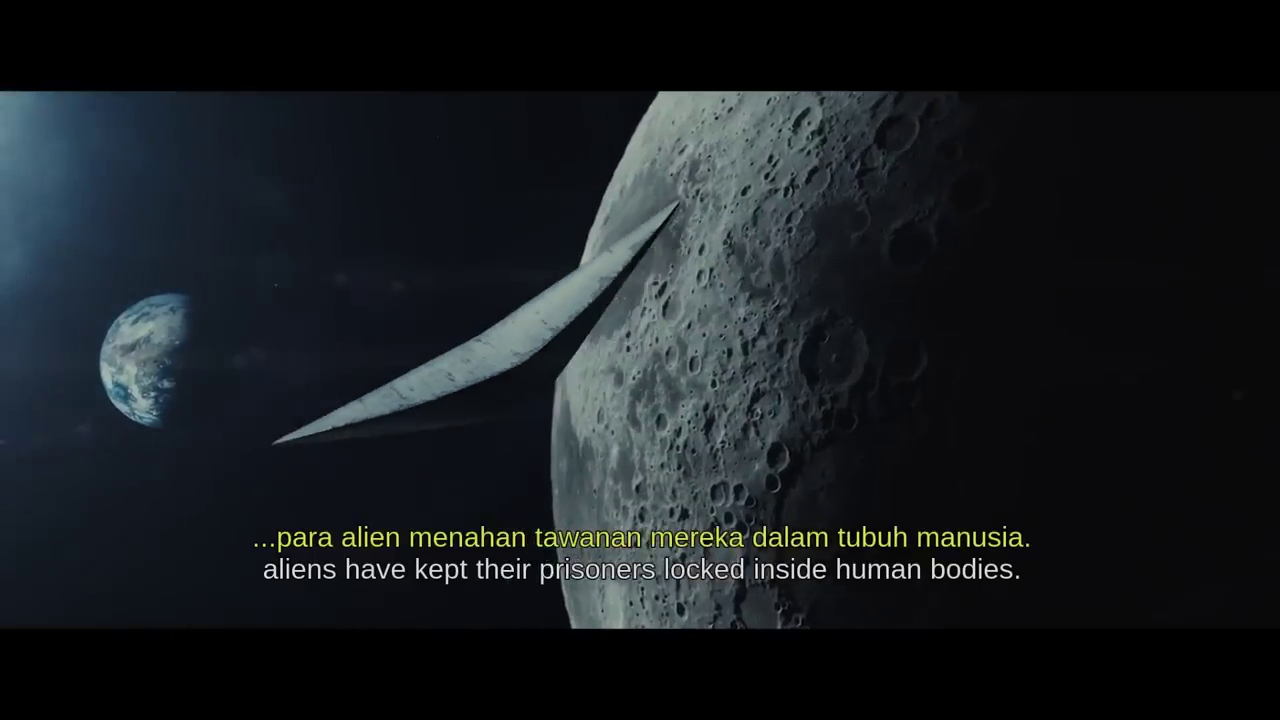 ...para alien menahan tawanan mereka dalam tubuh manusia.
aliens have kept their prisoners locked inside human bodies.